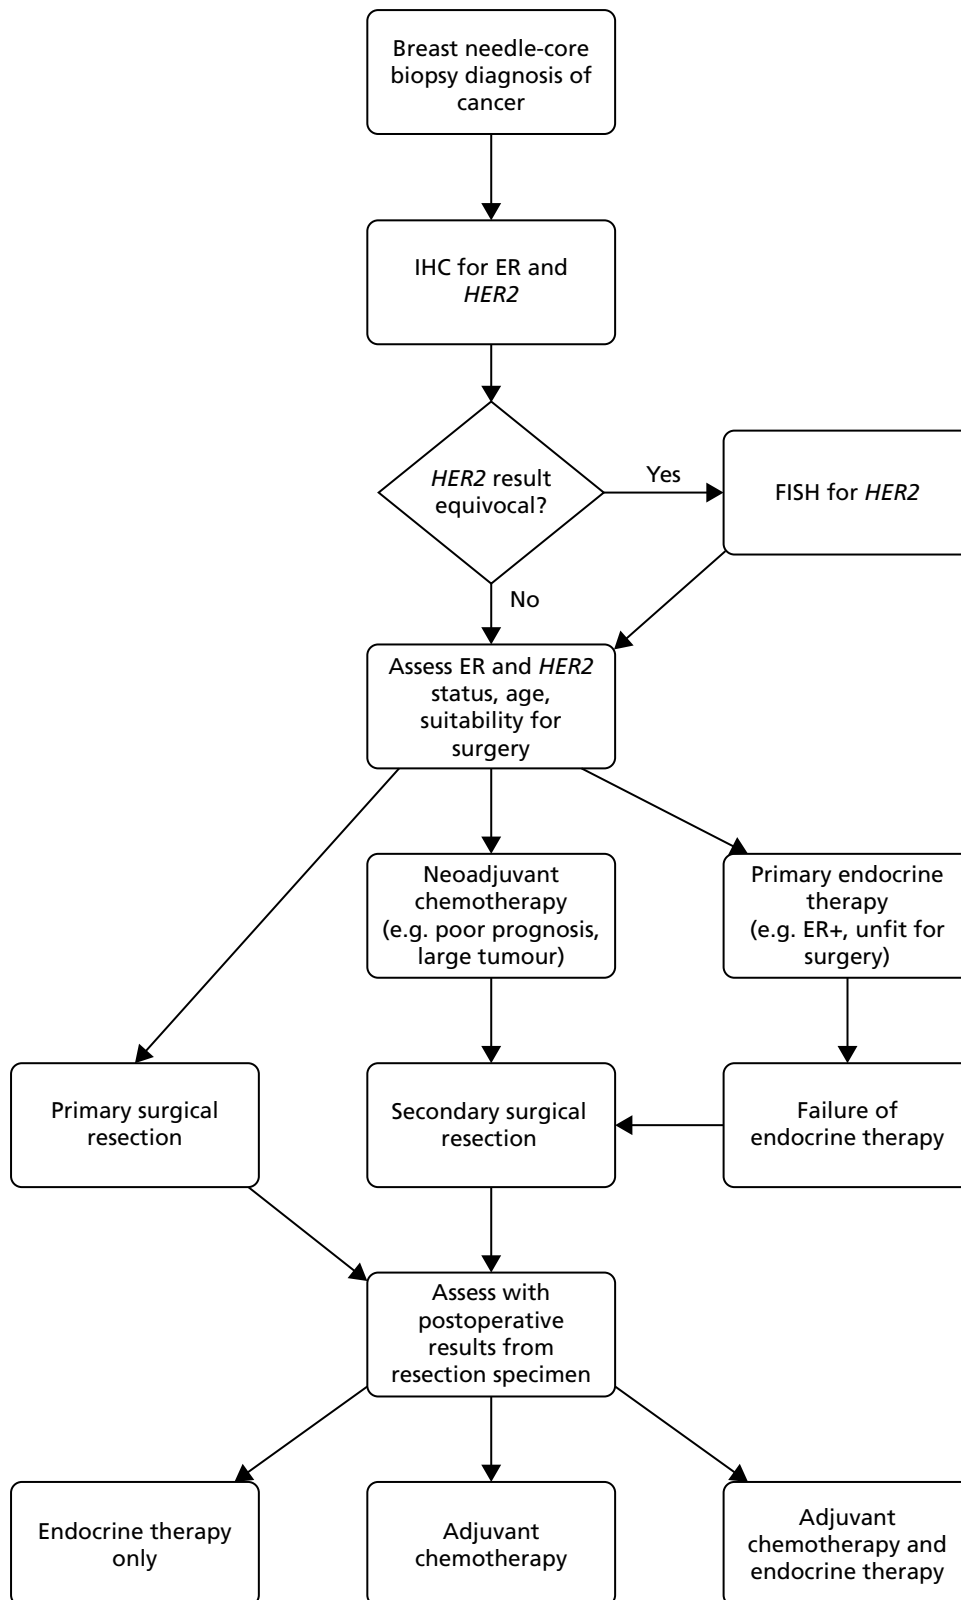 Breast needle-core
biopsy diagnosis of
cancer
IHC for ER and
HER2
HER2 result
equivocal?
Yes
FISH for HER2
No
Assess ER and HER2
status, age,
suitability for
surgery
Neoadjuvant
chemotherapy
(e.g. poor prognosis,
large tumour)
Primary endocrine
therapy
(e.g. ER+, unfit for
surgery)
Primary surgical
resection
Secondary surgical
resection
Failure of
endocrine therapy
Assess with
postoperative
results from
resection specimen
Endocrine therapy
only
Adjuvant
chemotherapy
Adjuvant
chemotherapy and
endocrine therapy